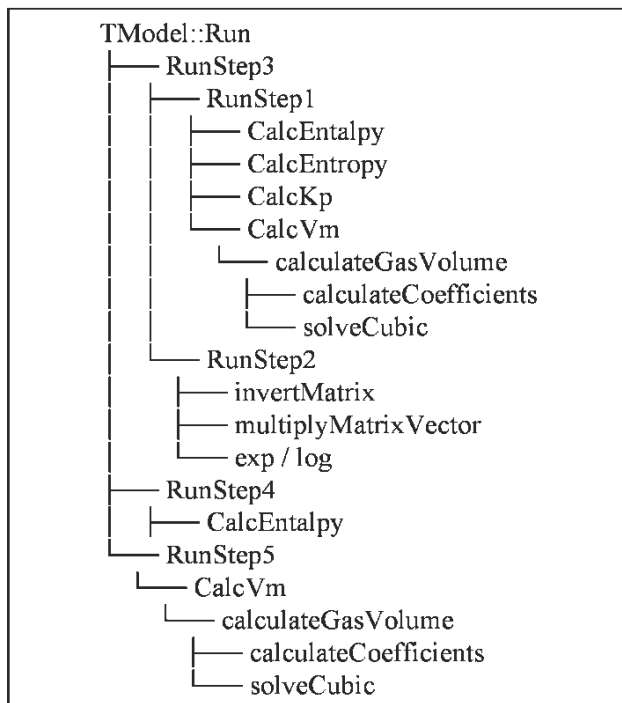 TModel::Run
RunStep3
RunStep1
CalcEntalpy
CalcEntropy
CalcKp
CalcVm
calculateGasVolume
calculateCoefficients
solveCubic
RunStep2
invertMatrix
multiplyMatrixVector
exp / log
RunStep4
CalcEntalpy
RunStep5
CalcVm
calculateGasVolume
calculateCoefficients
solveCubic